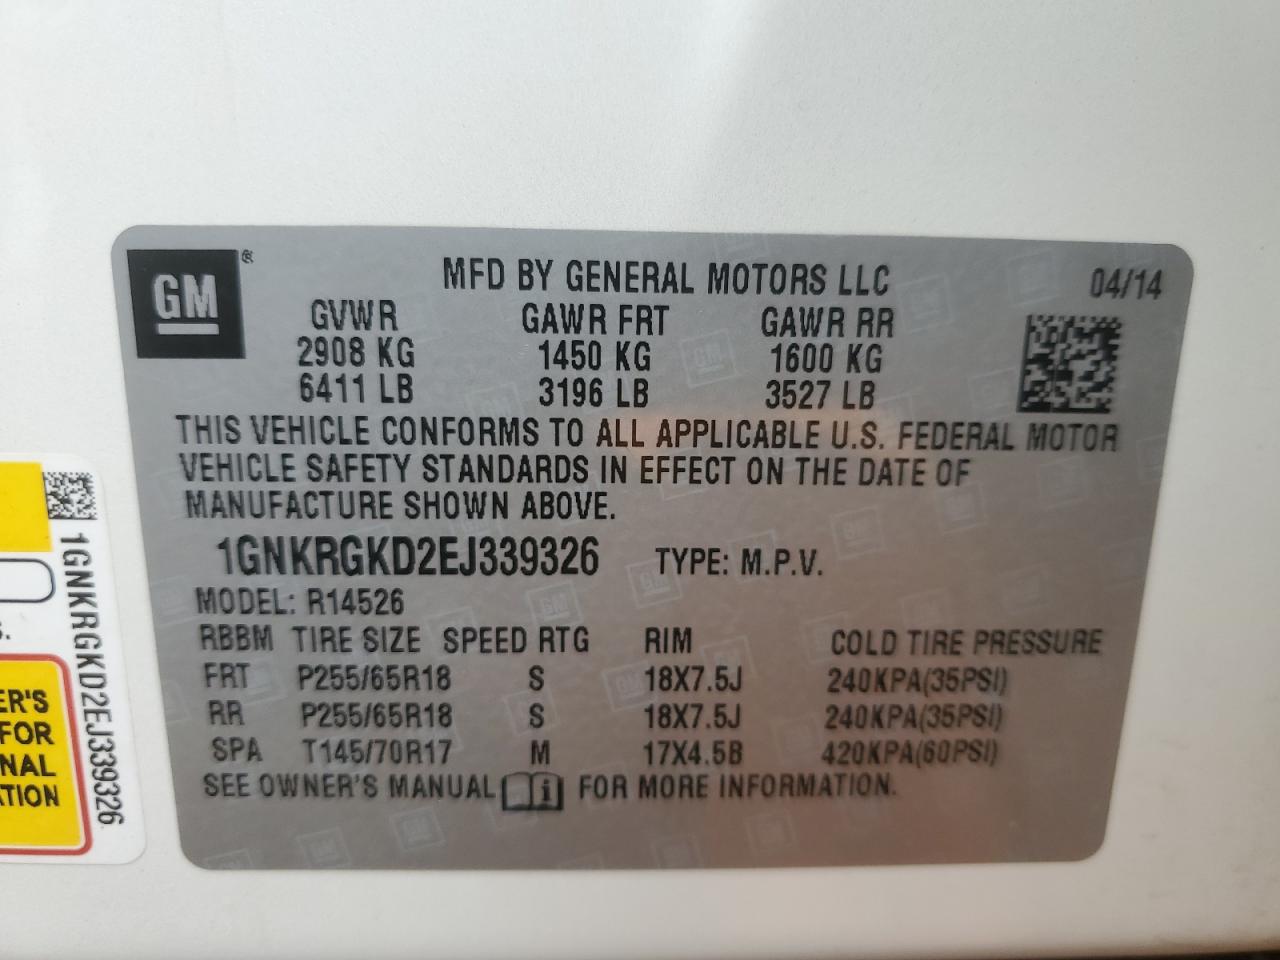 GM ®
MFD BY GENERAL MOTORS LLC 04/14
GVWR GAWR FRT GAWR RR
2908 KG 1450 KG 1600 KG
6411 LB 3196 LB 3527 LB
THIS VEHICLE CONFORMS TO ALL APPLICABLE U.S. FEDERAL MOTOR
VEHICLE SAFETY STANDARDS IN EFFECT ON THE DATE OF
MANUFACTURE SHOWN ABOVE.
1GNKRGKD2EJ339326 TYPE: M.P.V.
MODEL: R14526
RBBM TIRE SIZE SPEED RTG RIM COLD TIRE PRESSURE
FRT P255/65R18 S 18X7.5J 240KPA(35PSI)
RR P255/65R18 S 18X7.5J 240KPA(35PSI)
SPA T145/70R17 M 17X4.5B 420KPA(60PSI)
SEE OWNER'S MANUAL i FOR MORE INFORMATION.
1GNKRGKD2EJ339326
S.
ER'S
FOR
NAL
TION